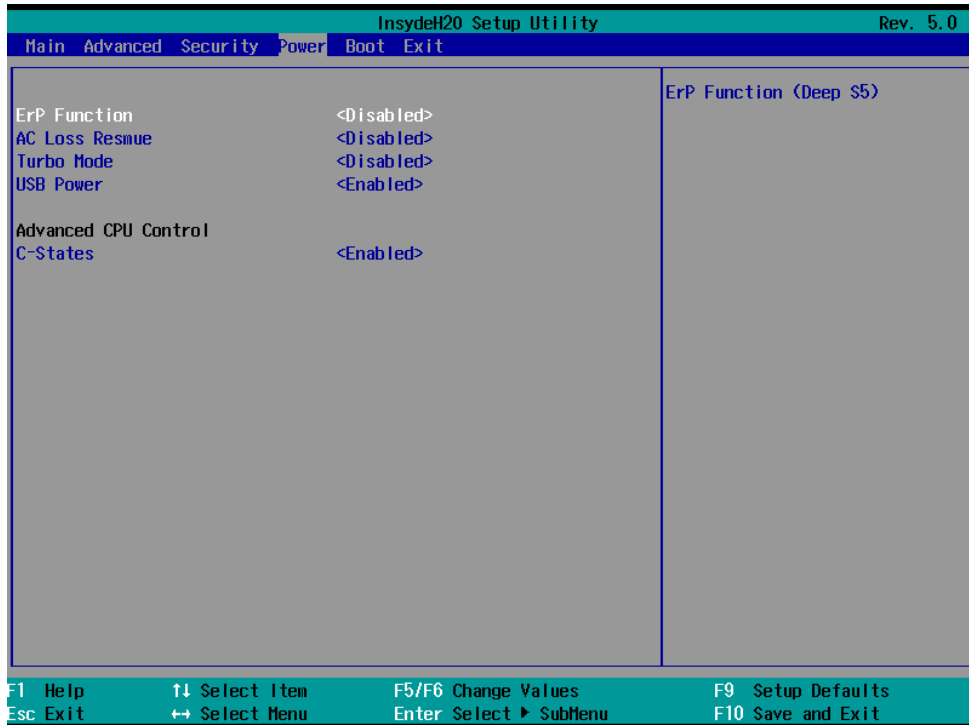 InsydeH20 Setup Utility Rev. 5.0
Main Advanced Security Power Boot Exit
ErP Function <Disabled>
AC Loss Resmue <Disabled>
Turbo Mode <Disabled>
USB Power <Enabled>
Advanced CPU Control
C-States <Enabled>
ErP Function (Deep S5)
F1 Help ↑↓ Select Item F5/F6 Change Values F9 Setup Defaults
Esc Exit ↔ Select Menu Enter Select ▶ SubMenu F10 Save and Exit